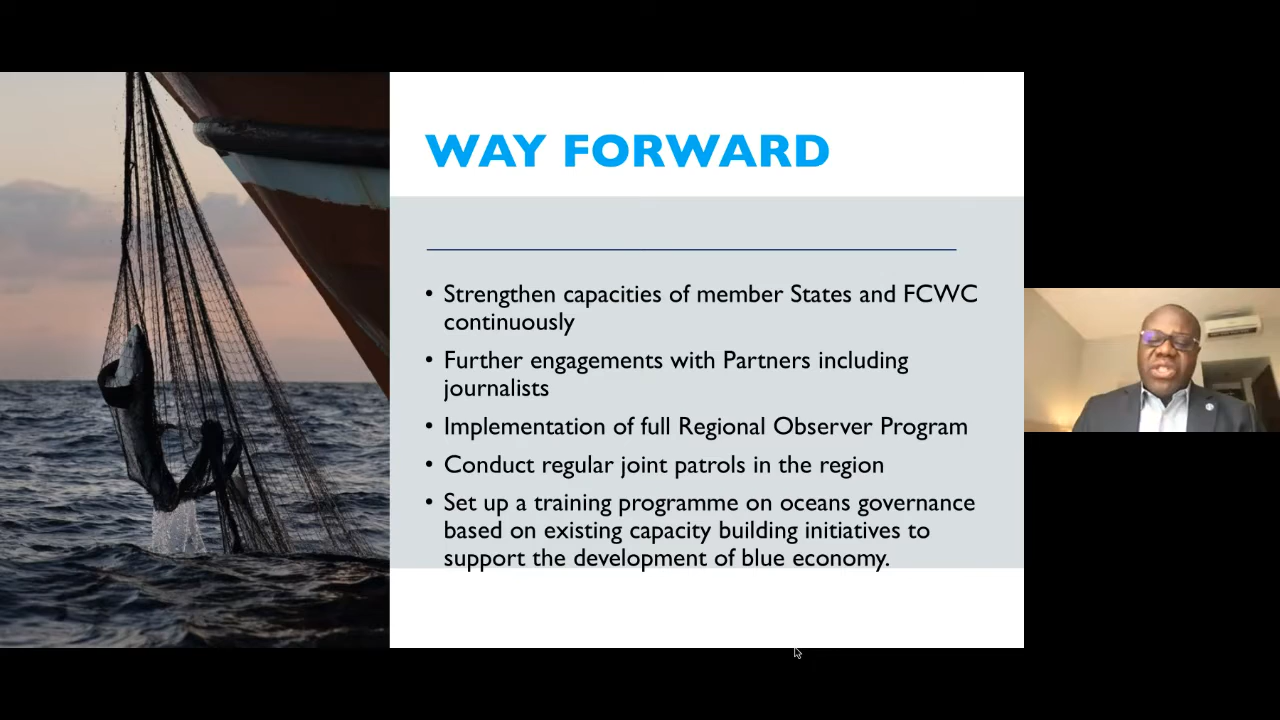 WAY FORWARD
• Strengthen capacities of member States and FCWC
continuously
• Further engagements with Partners including
journalists
• Implementation of full Regional Observer Program
• Conduct regular joint patrols in the region
• Set up a training programme on oceans governance
based on existing capacity building initiatives to
support the development of blue economy.